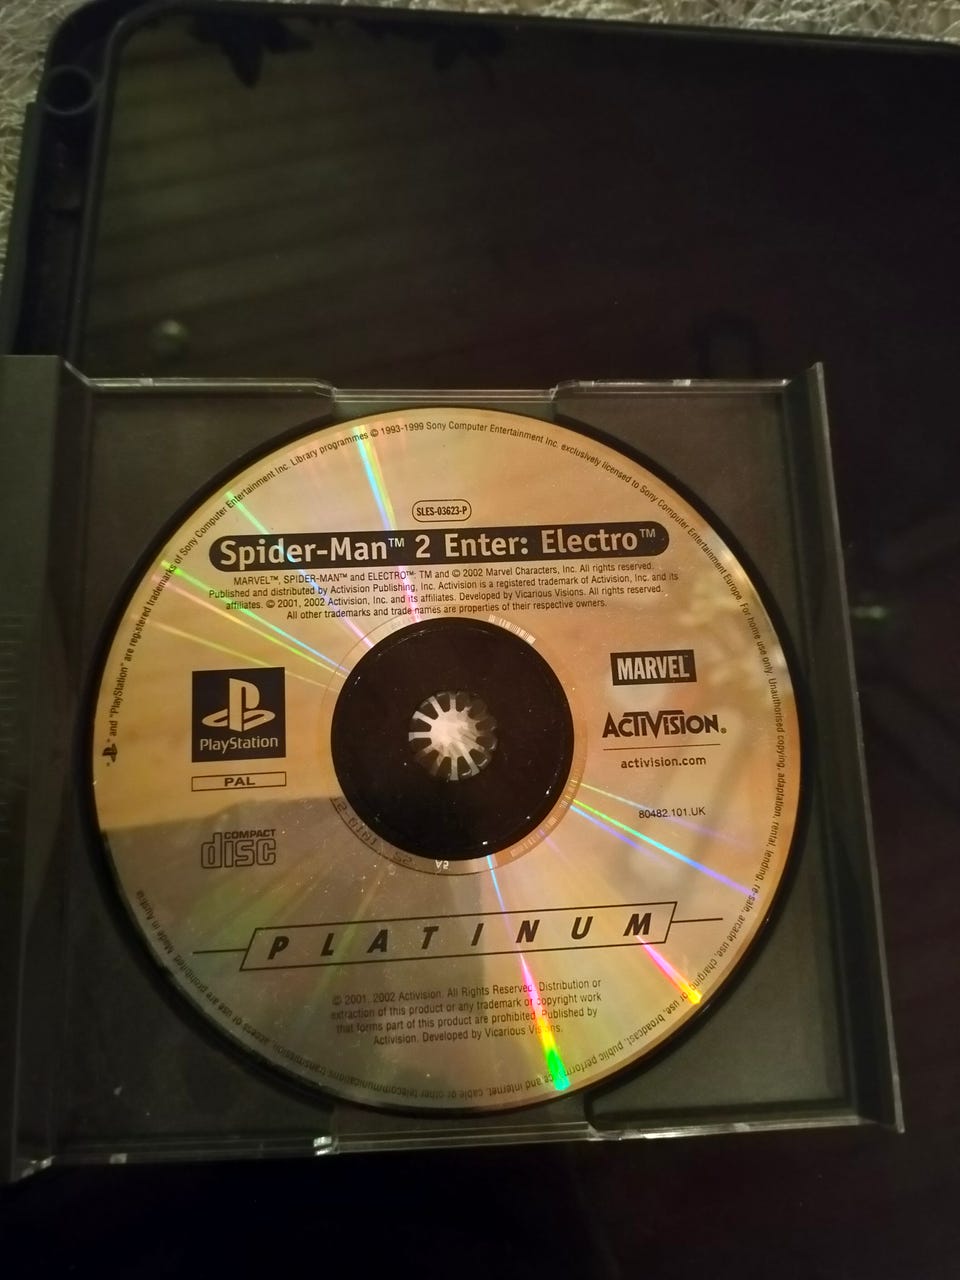 SLES-03623-P
Spider-Man™ 2 Enter: Electro™
MARVEL™, SPIDER-MAN™ and ELECTRO™: TM and © 2002 Marvel Characters, Inc. All rights reserved.
Published and distributed by Activision Publishing, Inc. Activision is a registered trademark of Activision, Inc. and its
affiliates. © 2001, 2002 Activision, Inc. and its affiliates. Developed by Vicarious Visions. All rights reserved.
All other trademarks and trade names are properties of their respective owners.
PlayStation
PAL
COMPACT
disc
MARVEL
ACTIVISION®
activision.com
80482.101.UK
PLATINUM
© 2001, 2002 Activision. All Rights Reserved. Distribution or
extraction of this product or any trademark or copyright work
that forms part of this product are prohibited. Published by
Activision. Developed by Vicarious Visions.
and "PlayStation" are registered trademarks of Sony Computer Entertainment Inc. Library programmes © 1993-1999 Sony Computer Entertainment Inc. exclusively licensed to Sony Computer Entertainment Europe. For home use only. Unauthorised copying, adaptation, rental, lending, re-sale, arcade use, charging for use, broadcast, public performance and internet, cable or other telecommunications transmission, access or use are prohibited. Made in Austria